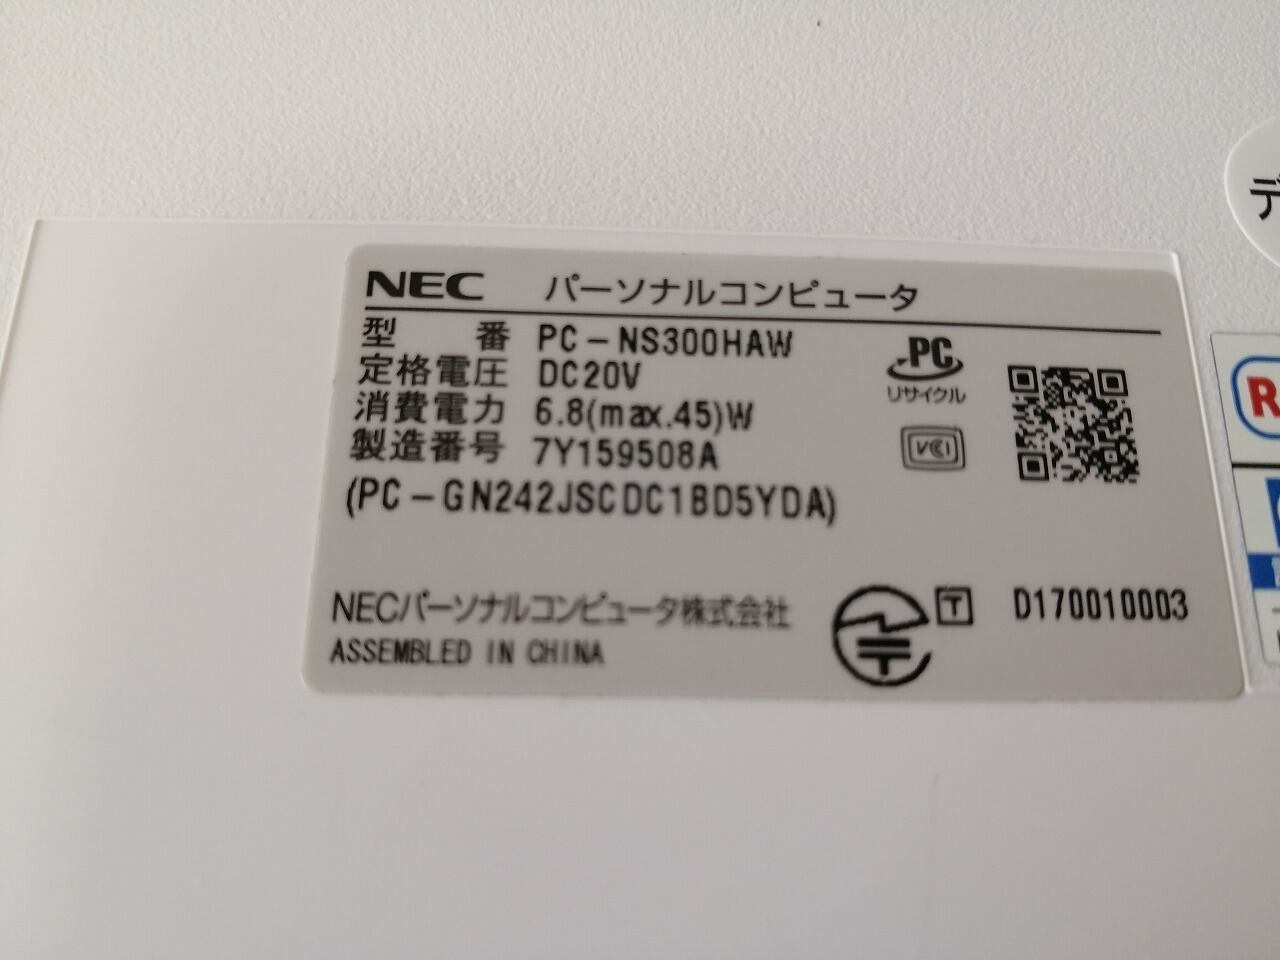 NEC パーソナルコンピュータ
型 番 PC-NS300HAW
定格電圧 DC20V
消費電力 6.8(max.45)W
製造番号 7Y159508A
(PC-GN242JSCDC1BD5YDA)
PC
リサイクル
VCCI
NECパーソナルコンピュータ株式会社
ASSEMBLED IN CHINA
T D170010003
デ
R